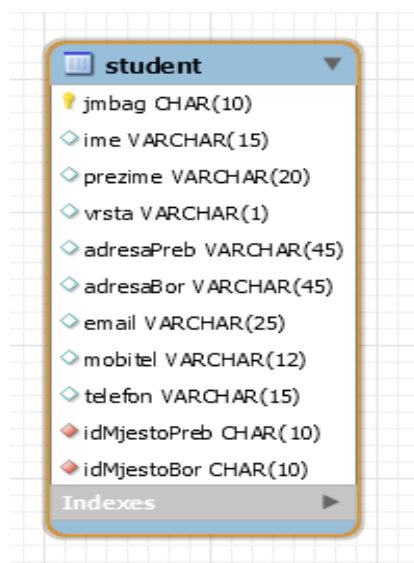 student
jmbag CHAR(10)
ime VARCHAR(15)
prezime VARCHAR(20)
vrsta VARCHAR(1)
adresaPreb VARCHAR(45)
adresaBor VARCHAR(45)
email VARCHAR(25)
mobitel VARCHAR(12)
telefon VARCHAR(15)
idMjestoPreb CHAR(10)
idMjestoBor CHAR(10)
Indexes